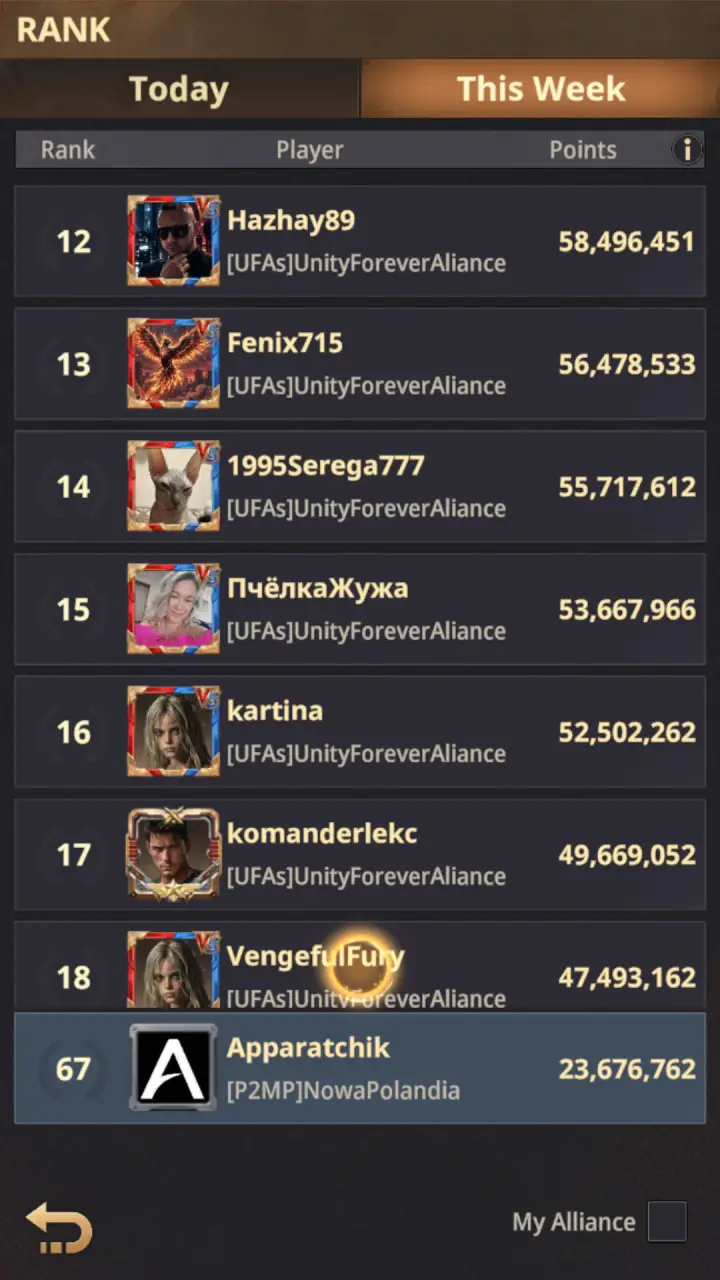 RANK
Today
This Week
Rank
Player
Points
i
12
Hazhay89
[UFAs]UnityForeverAliance
58,496,451
13
Fenix715
[UFAs]UnityForeverAliance
56,478,533
14
1995Serega777
[UFAs]UnityForeverAliance
55,717,612
15
ПчёлкаЖужа
[UFAs]UnityForeverAliance
53,667,966
16
kartina
[UFAs]UnityForeverAliance
52,502,262
17
komanderlekc
[UFAs]UnityForeverAliance
49,669,052
18
VengefulFury
[UFAs]UnityForeverAliance
47,493,162
67
Apparatchik
[P2MP]NowaPolandia
23,676,762
My Alliance